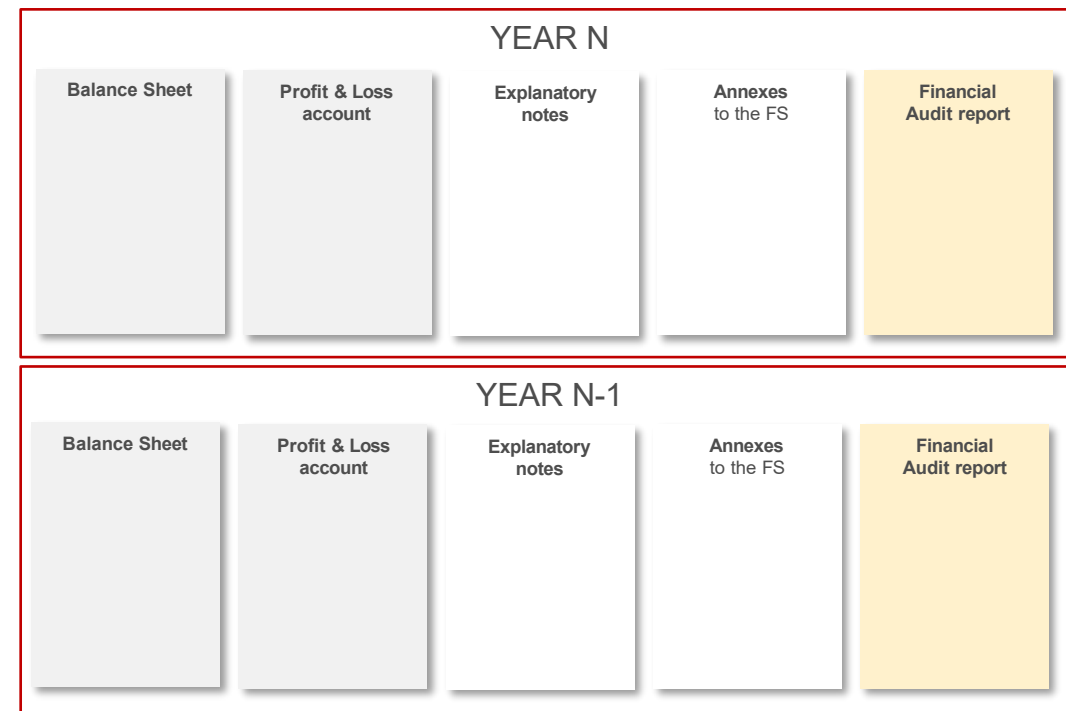 YEAR N
Balance Sheet
Profit & Loss
account
Explanatory
notes
Annexes
to the FS
Financial
Audit report
YEAR N-1
Balance Sheet
Profit & Loss
account
Explanatory
notes
Annexes
to the FS
Financial
Audit report